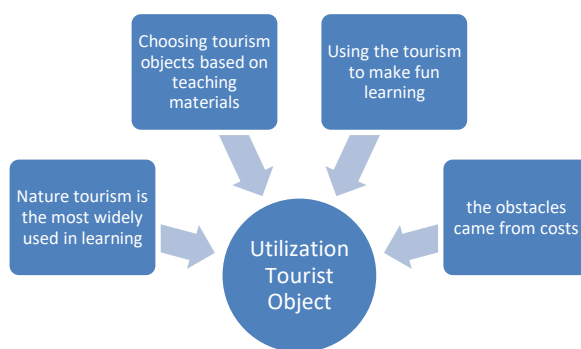 Choosing tourism
objects based on
teaching
materials
Using the tourism
to make fun
learning
Nature tourism is
the most widely
used in learning
the obstacles
came from costs
Utilization
Tourist
Object